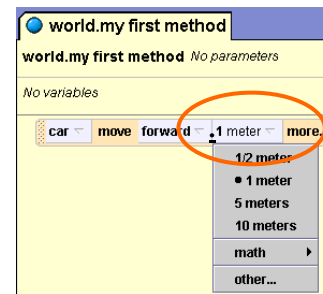 world.my first method
world.my first method No parameters
No variables
car move forward 1 meter more.
1/2 meter
1 meter
5 meters
10 meters
math
other...